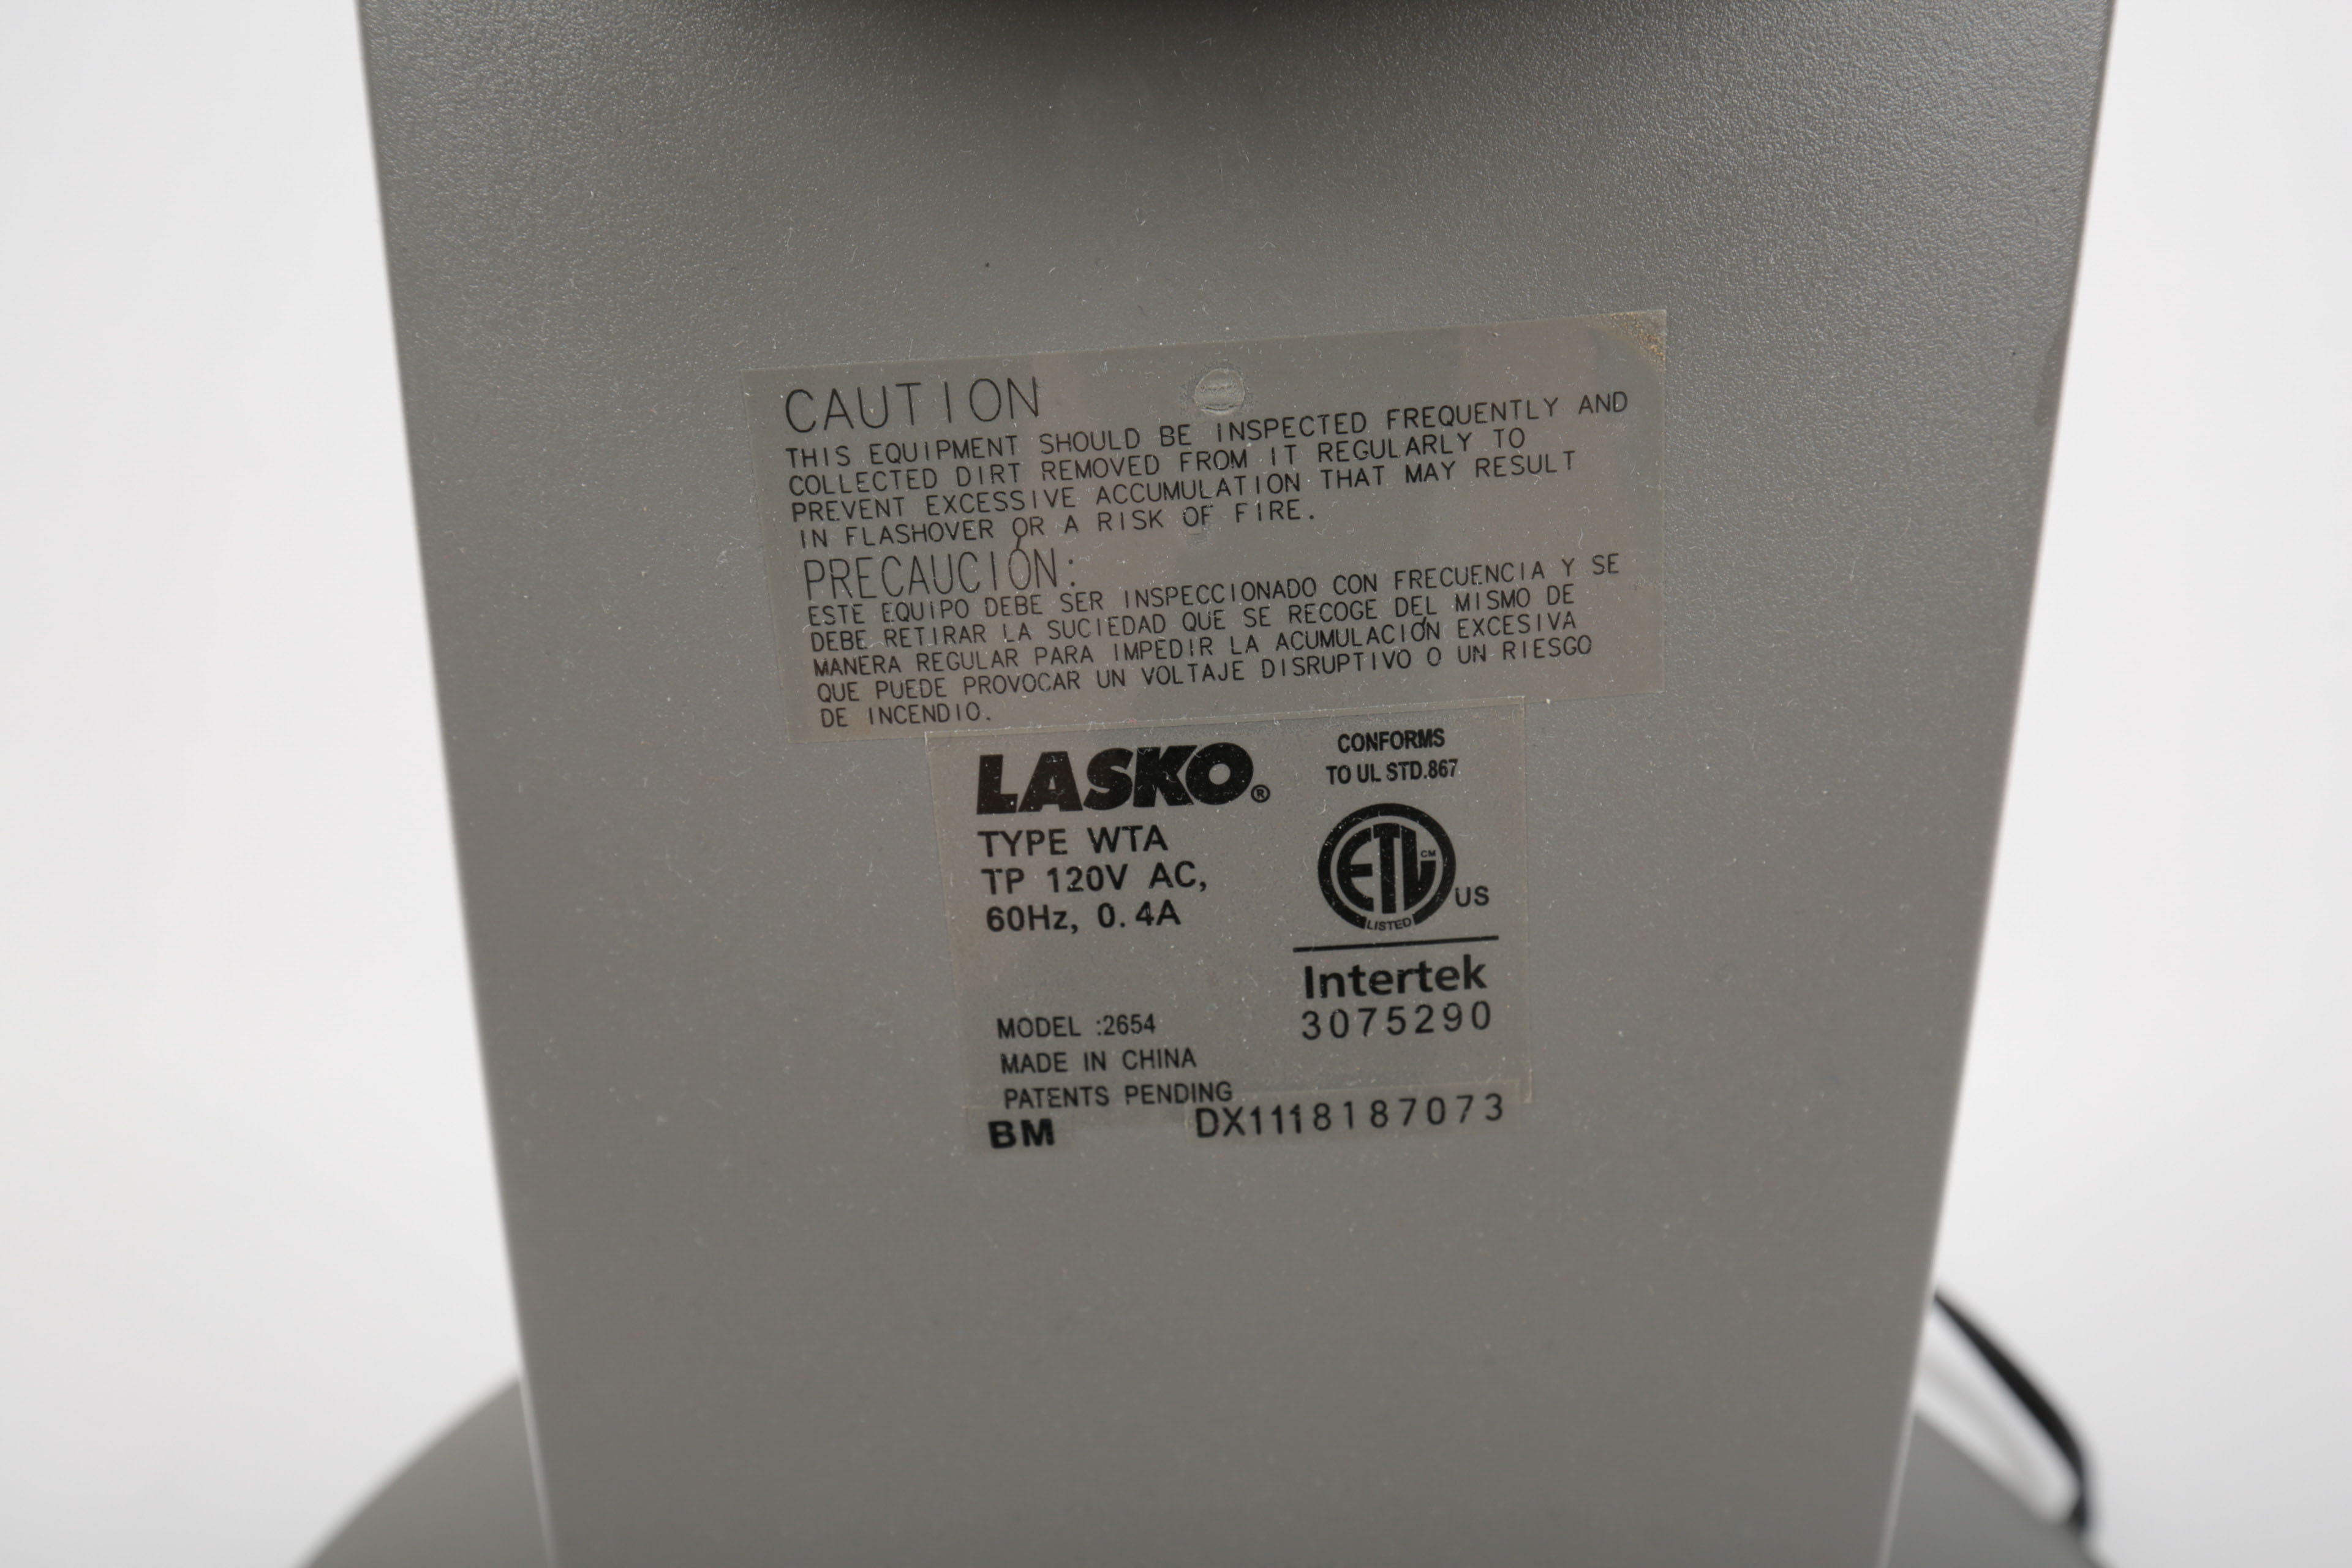 CAUTION
THIS EQUIPMENT SHOULD BE INSPECTED FREQUENTLY AND
COLLECTED DIRT REMOVED FROM IT REGULARLY TO
PREVENT EXCESSIVE ACCUMULATION THAT MAY RESULT
IN FLASHOVER OR A RISK OF FIRE.
PRECAUCIÓN:
ESTE EQUIPO DEBE SER INSPECCIONADO CON FRECUENCIA Y SE
DEBE RETIRAR LA SUCIEDAD QUE SE RECOGE DEL MISMO DE
MANERA REGULAR PARA IMPEDIR LA ACUMULACIÓN EXCESIVA
QUE PUEDE PROVOCAR UN VOLTAJE DISRUPTIVO O UN RIESGO
DE INCENDIO.
LASKO®
TYPE WTA
TP 120V AC,
60Hz, 0.4A
MODEL :2654
MADE IN CHINA
PATENTS PENDING
BM
CONFORMS
TO UL STD.867
ETL CM
LISTED
US
Intertek
3075290
DX1118187073